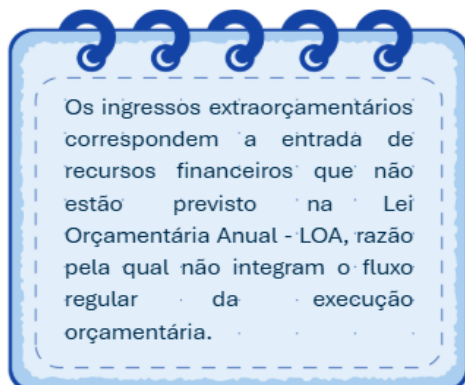 Os ingressos extraorçamentários
correspondem a entrada de
recursos financeiros que não
estão previsto na Lei
Orçamentária Anual - LOA, razão
pela qual não integram o fluxo
regular da execução
orçamentária.